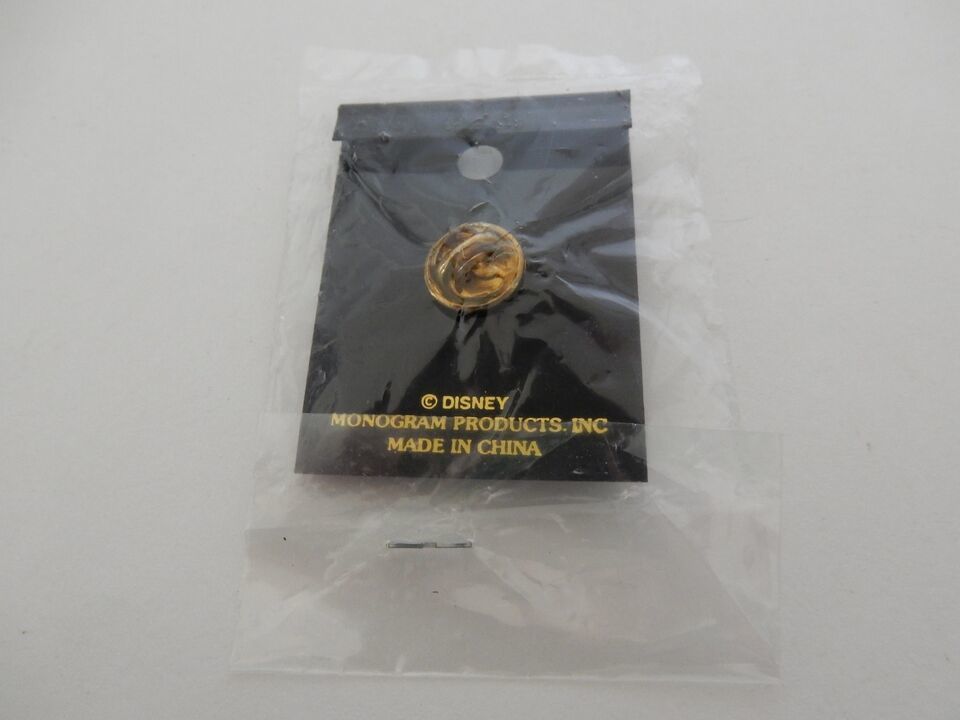 © DISNEY
MONOGRAM PRODUCTS. INC
MADE IN CHINA